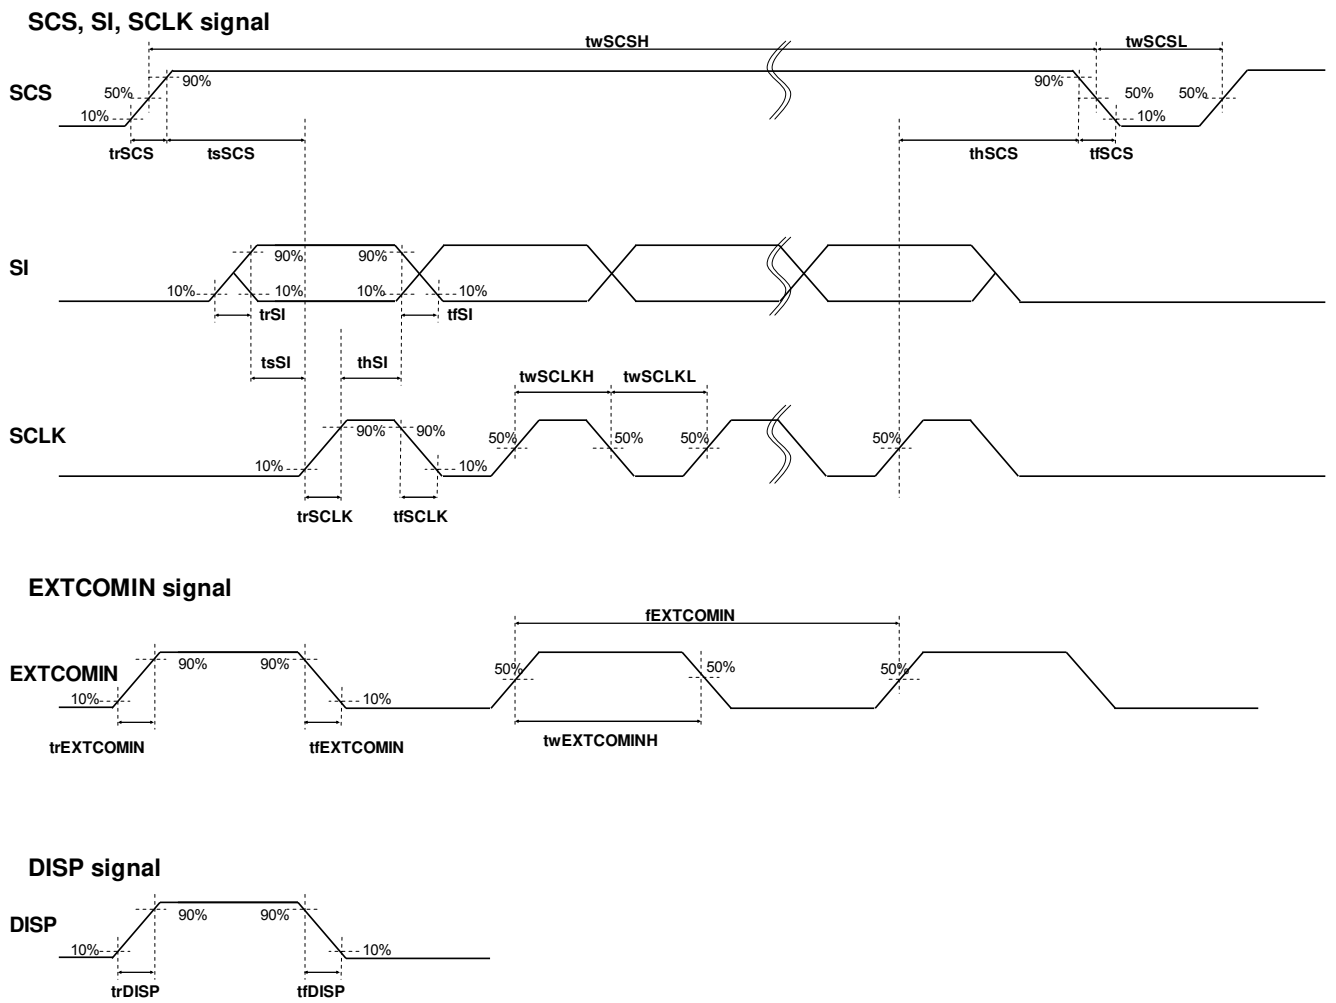 SCS, SI, SCLK signal
twSCSH
twSCSL
SCS
90%
90%
50%
50%
50%
10%
10%
trSCS
tsSCS
thSCS
tfSCS
SI
90%
90%
10%
10%
10%
10%
trSI
tfSI
tsSI
thSI
twSCLKH
twSCLKL
SCLK
90%
90%
50%
50%
50%
50%
10%
10%
trSCLK
tfSCLK
EXTCOMIN signal
fEXTCOMIN
EXTCOMIN
90%
90%
50%
50%
50%
10%
10%
trEXTCOMIN
tfEXTCOMIN
twEXTCOMINH
DISP signal
DISP
90%
90%
10%
10%
trDISP
tfDISP